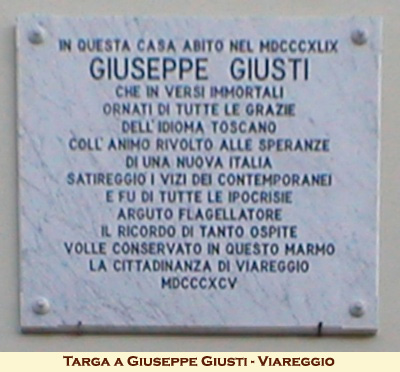 IN QUESTA CASA ABITO NEL MDCCCXLIX
GIUSEPPE GIUSTI
CHE IN VERSI IMMORTALI
ORNATI DI TUTTE LE GRAZIE
DELL'IDIOMA TOSCANO
COLL'ANIMO RIVOLTO ALLE SPERANZE
DI UNA NUOVA ITALIA
SATIREGGIO I VIZI DEI CONTEMPORANEI
E FU DI TUTTE LE IPOCRISIE
ARGUTO FLAGELLATORE
IL RICORDO DI TANTO OSPITE
VOLLE CONSERVATO IN QUESTO MARMO
LA CITTADINANZA DI VIAREGGIO
MDCCCXCV
TARGA A GIUSEPPE GIUSTI - VIAREGGIO